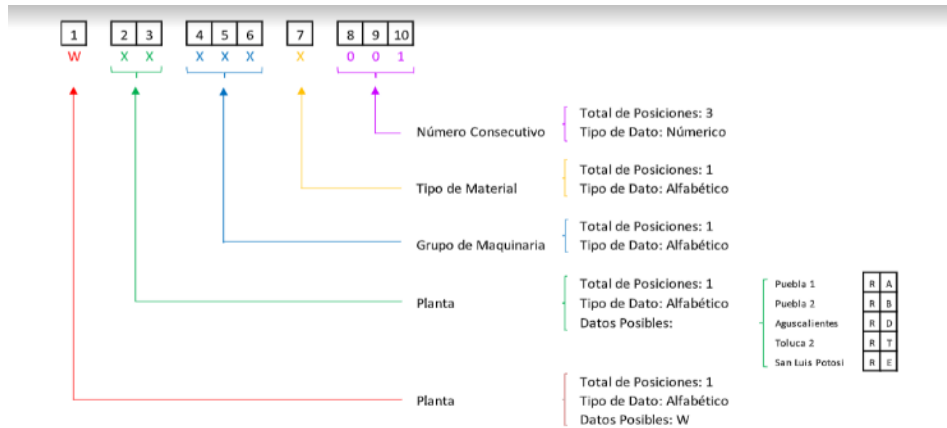 1 2 3 4 5 6 7 8 9 10
W X X X X X X 0 0 1
Número Consecutivo
Total de Posiciones: 3
Tipo de Dato: Númerico
Tipo de Material
Total de Posiciones: 1
Tipo de Dato: Alfabético
Grupo de Maquinaria
Total de Posiciones: 1
Tipo de Dato: Alfabético
Planta
Total de Posiciones: 1
Tipo de Dato: Alfabético
Datos Posibles:
Puebla 1 R A
Puebla 2 R B
Aguscalientes R D
Toluca 2 R T
San Luis Potosí R E
Planta
Total de Posiciones: 1
Tipo de Dato: Alfabético
Datos Posibles: W